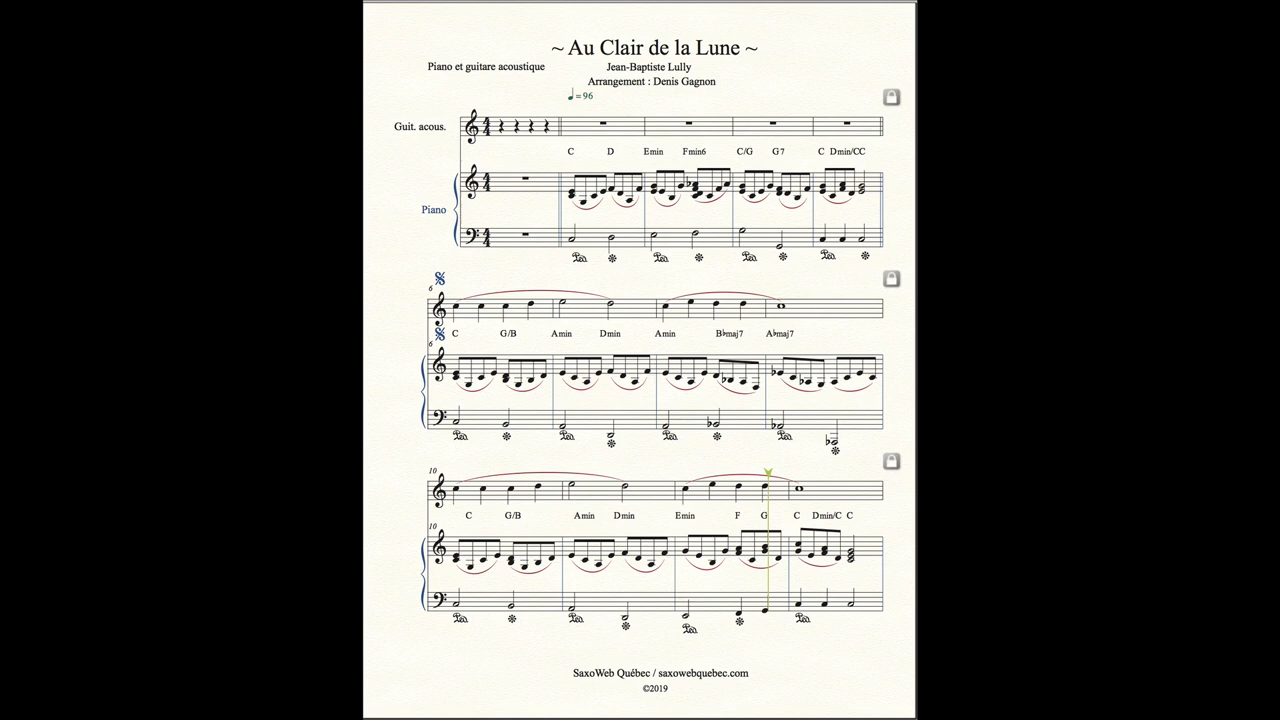 ~ Au Clair de la Lune ~
Piano et guitare acoustique
Jean-Baptiste Lully
Arrangement : Denis Gagnon
= 96
Guit. acous.
C D Emin Fmin6 C/G G7 C Dmin/C C
Piano
6
C G/B Amin Dmin Amin B♭maj7 A♭maj7
6
10
C G/B Amin Dmin Emin F G C Dmin/C C
10
SaxoWeb Québec / saxowebquebec.com
©2019